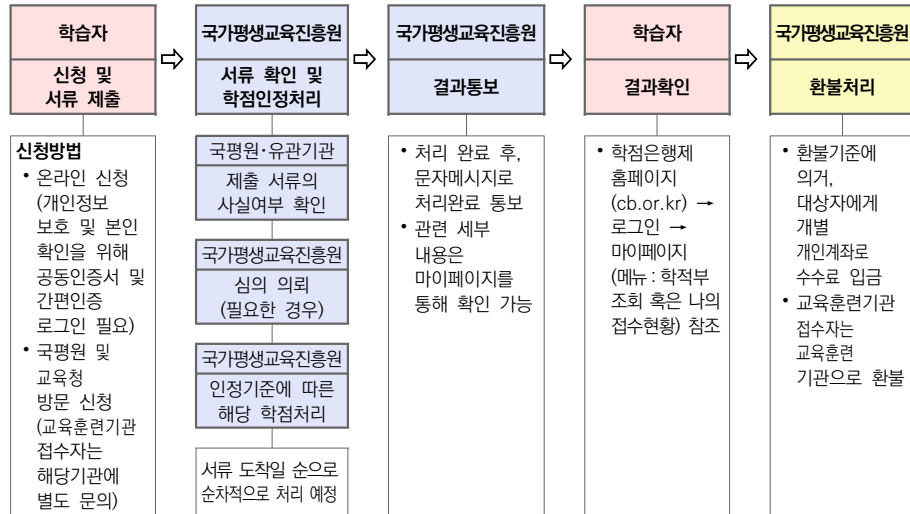 학습자
신청 및
서류 제출
신청방법
• 온라인 신청
(개인정보
보호 및 본인
확인을 위해
공동인증서 및
간편인증
로그인 필요)
• 국평원 및
교육청
방문 신청
(교육훈련기관
접수자는
해당기관에
별도 문의)
⇨
국가평생교육진흥원
서류 확인 및
학점인정처리
국평원·유관기관
제출 서류의
사실여부 확인
국가평생교육진흥원
심의 의뢰
(필요한 경우)
국가평생교육진흥원
인정기준에 따른
해당 학점처리
서류 도착일 순으로
순차적으로 처리 예정
⇨
국가평생교육진흥원
결과통보
• 처리 완료 후,
문자메시지로
처리완료 통보
• 관련 세부
내용은
마이페이지를
통해 확인 가능
⇨
학습자
결과확인
• 학점은행제
홈페이지
(cb.or.kr) →
로그인 →
마이페이지
(메뉴 : 학적부
조회 혹은 나의
접수현황) 참조
⇨
국가평생교육진흥원
환불처리
• 환불기준에
의거,
대상자에게
개별
개인계좌로
수수료 입금
• 교육훈련기관
접수자는
교육훈련
기관으로 환불